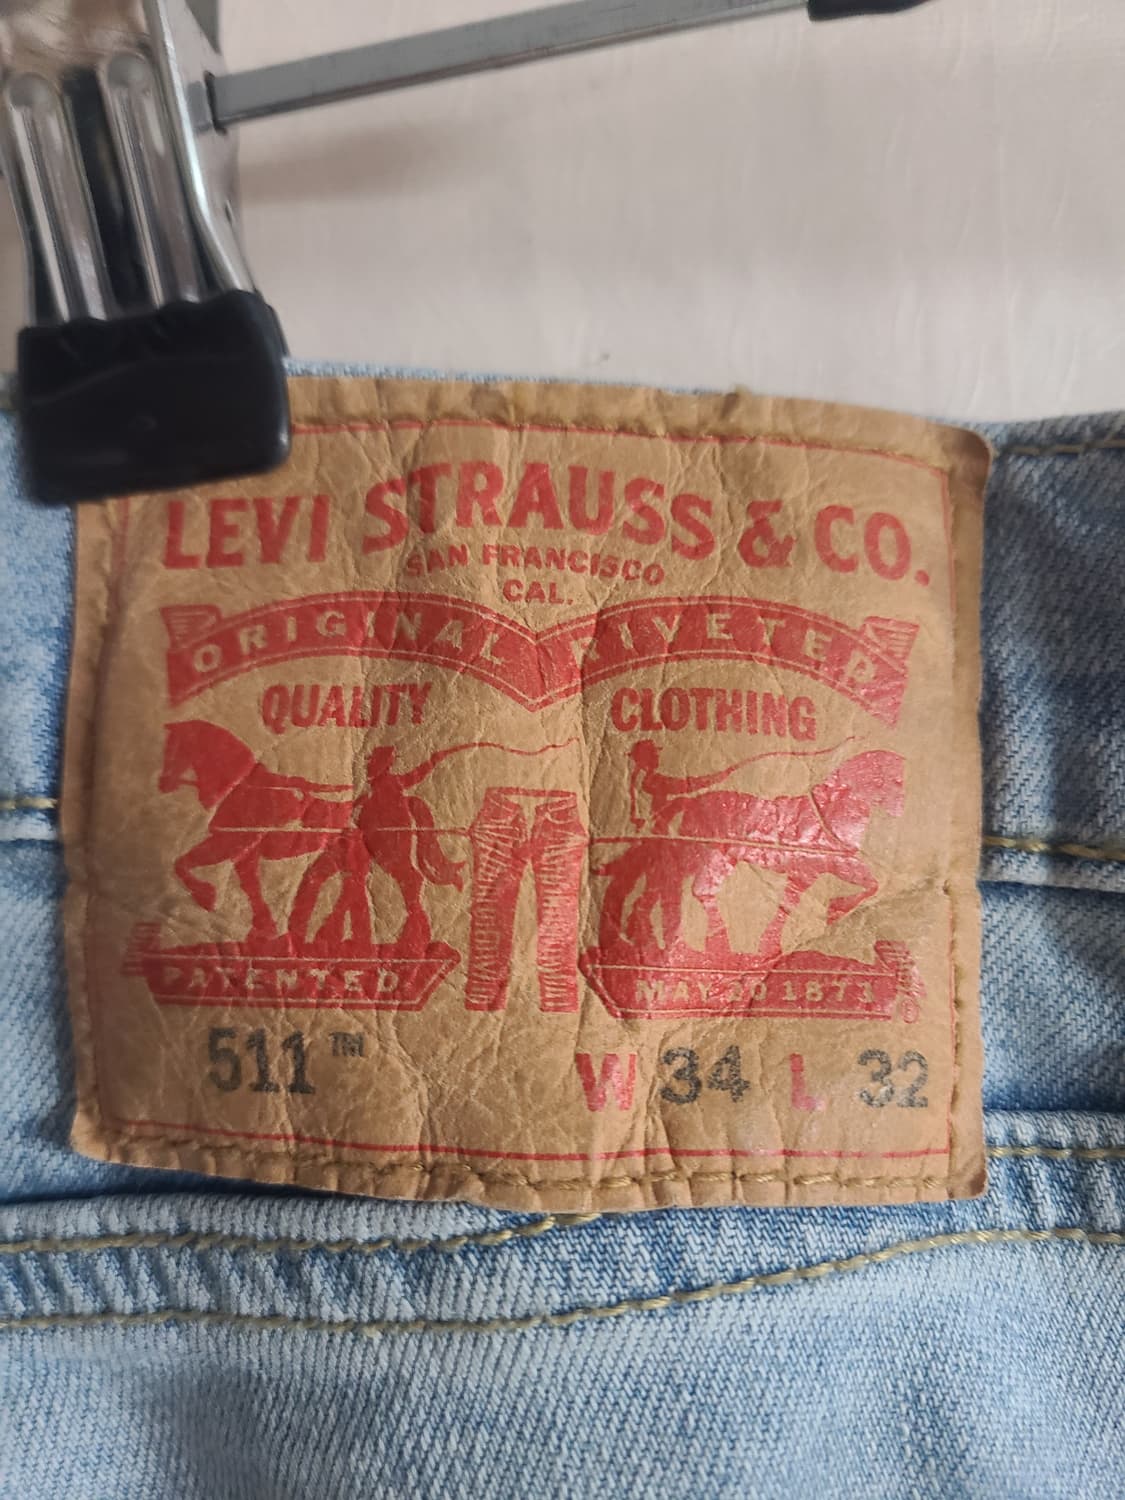 LEVI STRAUSS & CO.
SAN FRANCISCO
CAL.
ORIGINAL RIVETED
QUALITY CLOTHING
PATENTED MAY 20 1873
511™ W 34 L 32